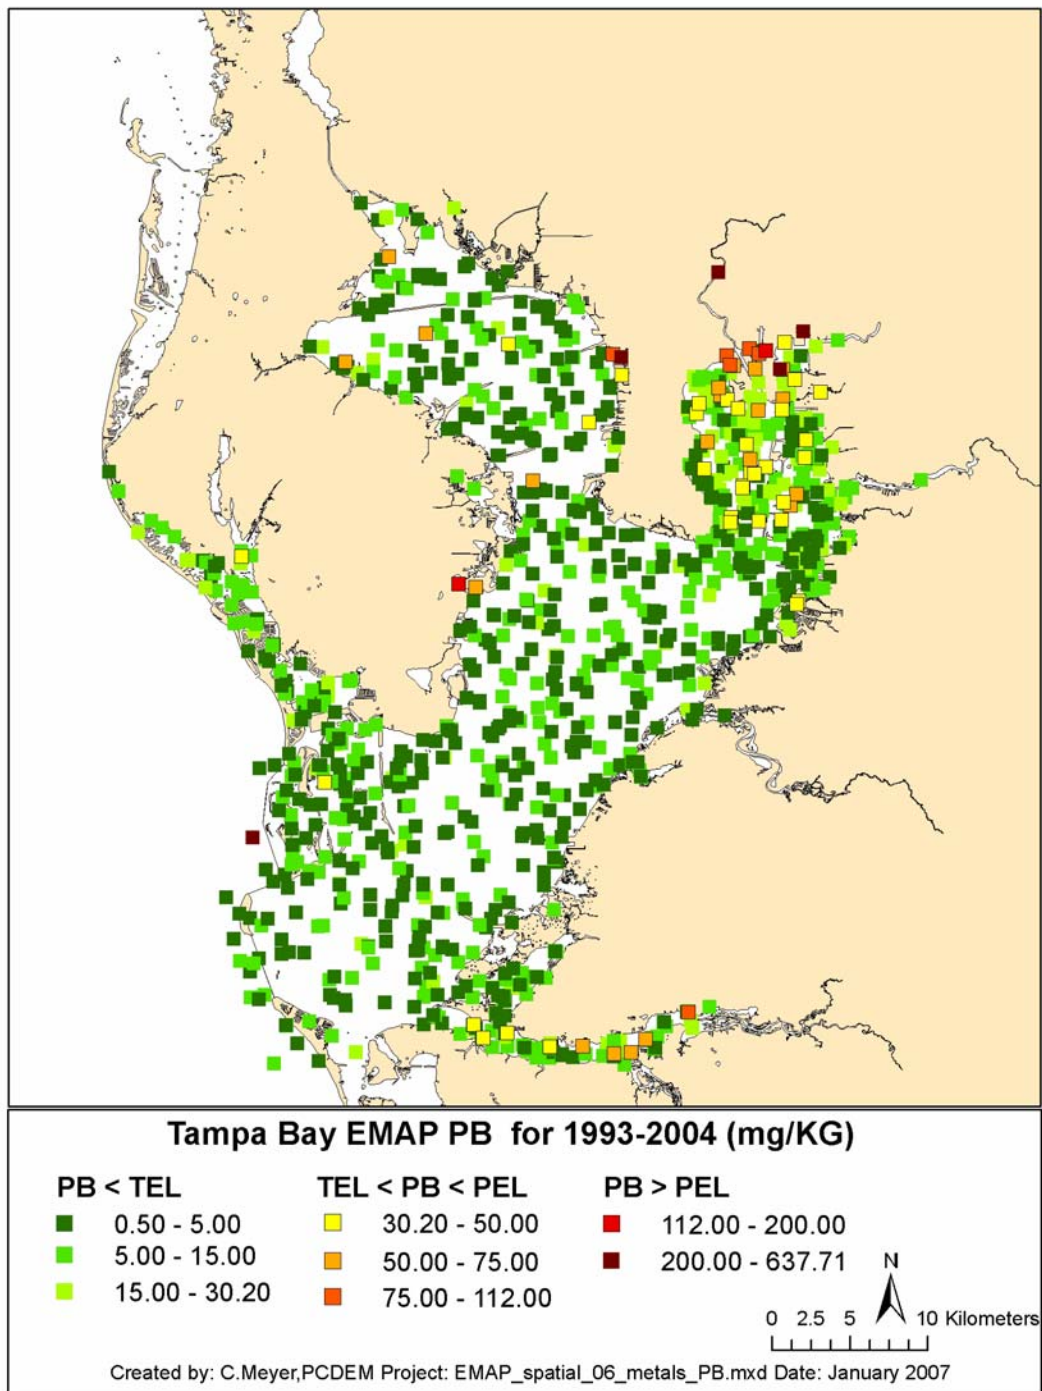 Tampa Bay EMAP PB for 1993-2004 (mg/KG)
PB < TEL
0.50 - 5.00
5.00 - 15.00
15.00 - 30.20
TEL < PB < PEL
30.20 - 50.00
50.00 - 75.00
75.00 - 112.00
PB > PEL
112.00 - 200.00
200.00 - 637.71
N
0 2.5 5 10 Kilometers
Created by: C.Meyer,PCDEM Project: EMAP_spatial_06_metals_PB.mxd Date: January 2007